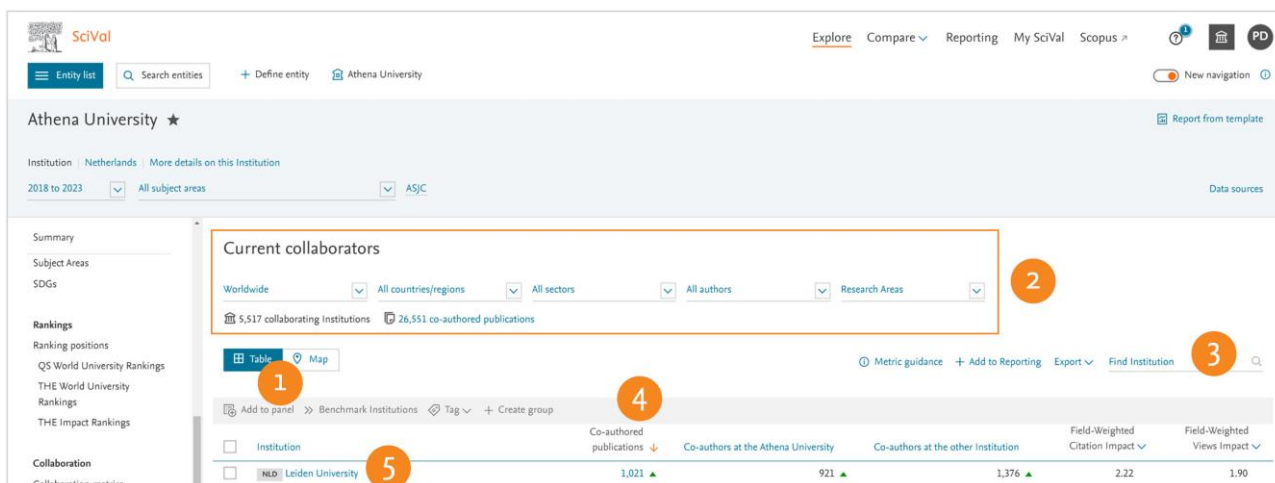 SciVal
Explore Compare Reporting My SciVal Scopus ↗ 1 PD
Entity list Search entities + Define entity Athena University New navigation
Athena University ★ Report from template
Institution | Netherlands | More details on this Institution
2018 to 2023 All subject areas ASJC Data sources
Summary
Subject Areas
SDGs
Rankings
Ranking positions
QS World University Rankings
THE World University
Rankings
THE Impact Rankings
Collaboration
Collaboration metrics
Current collaborators
Worldwide All countries/regions All sectors All authors Research Areas
2
5,517 collaborating Institutions 26,551 co-authored publications
3
Table Map Metric guidance + Add to Reporting Export Find Institution
1
4
Add to panel >> Benchmark Institutions Tag + Create group
Institution Co-authored
publications ↓ Co-authors at the Athena University Co-authors at the other Institution Field-Weighted
Citation Impact Field-Weighted
Views Impact
NLD Leiden University 5 1,021 ▲ 921 ▲ 1,376 ▲ 2.22 1.90